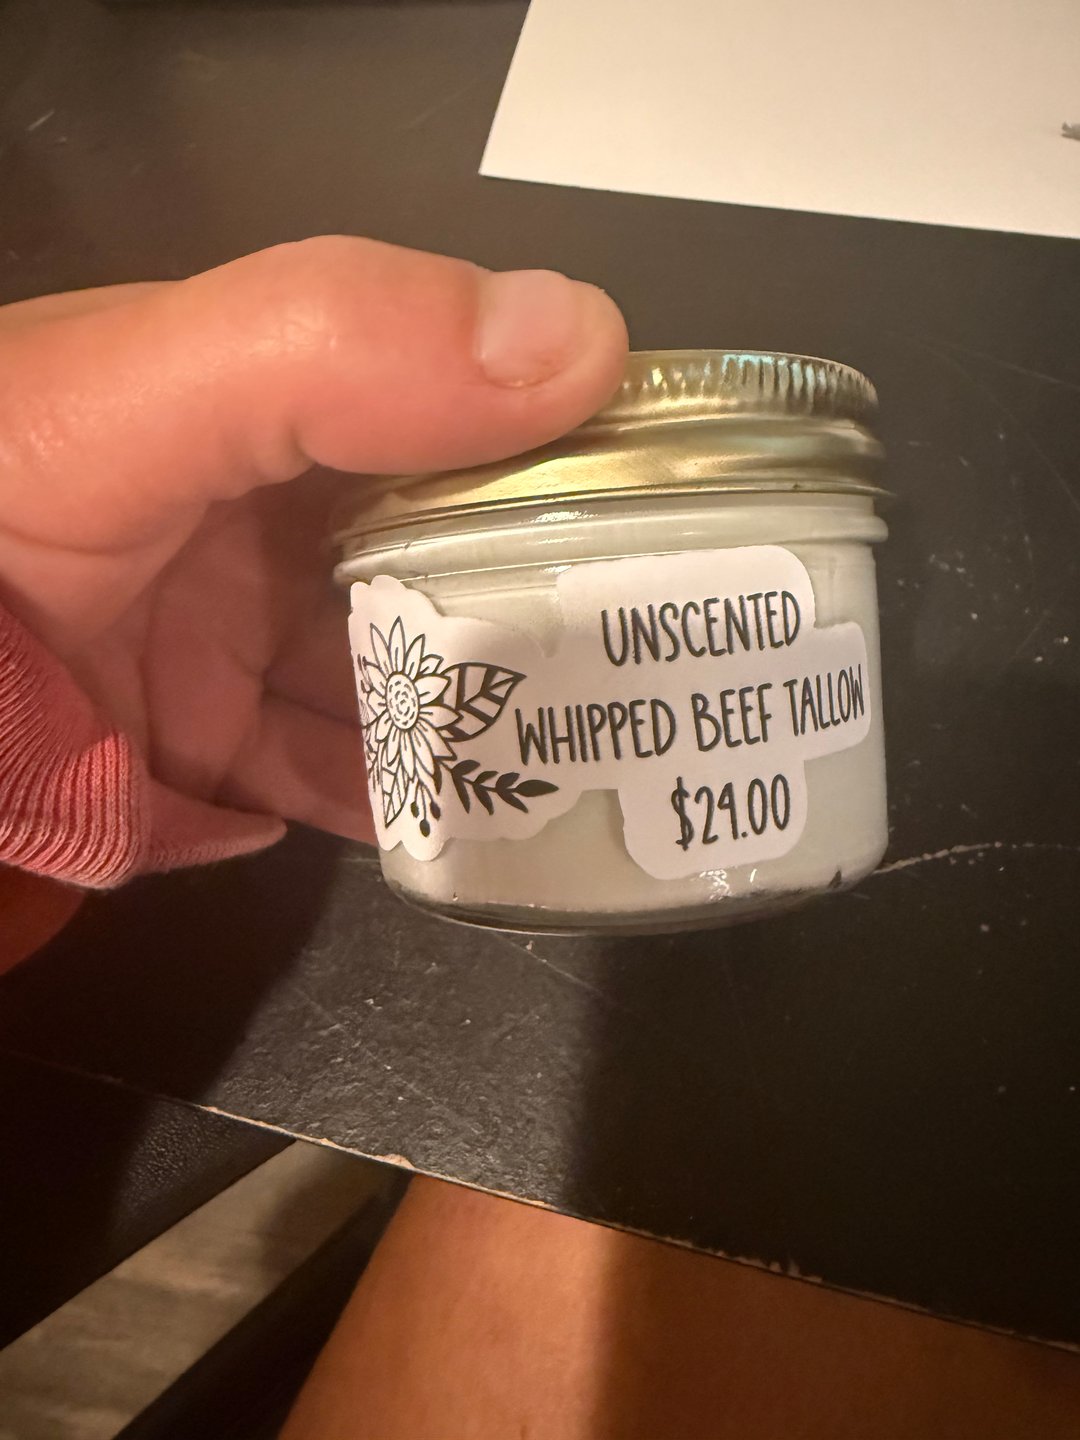 UNSCENTED
WHIPPED BEEF TALLOW
$24.00